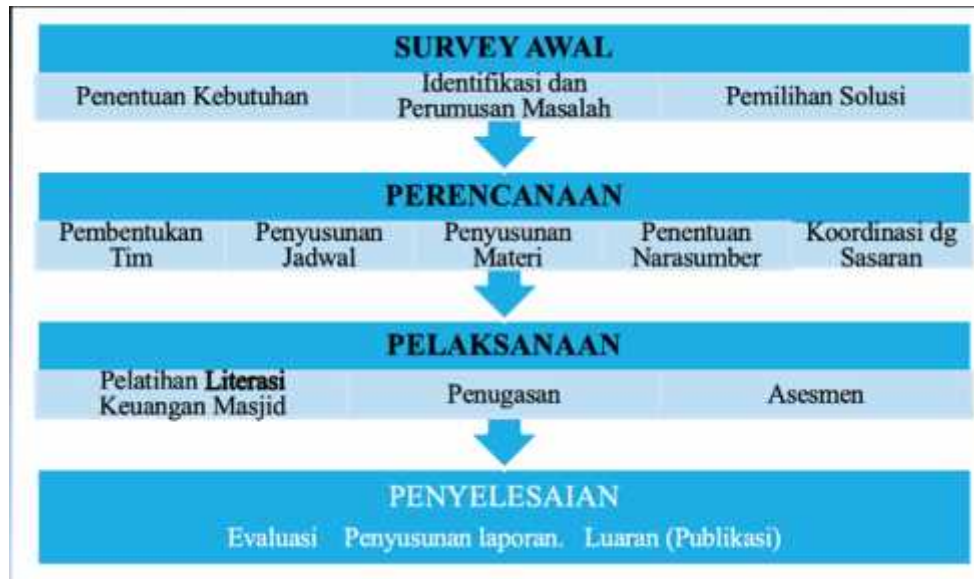 SURVEY AWAL
Penentuan Kebutuhan
Identifikasi dan
Perumusan Masalah
Pemilihan Solusi
PERENCANAAN
Pembentukan
Tim
Penyusunan
Jadwal
Penyusunan
Materi
Penentuan
Narasumber
Koordinasi dg
Sasaran
PELAKSANAAN
Pelatihan Literasi
Keuangan Masjid
Penugasan
Asesmen
PENYELESAIAN
Evaluasi Penyusunan laporan. Luaran (Publikasi)